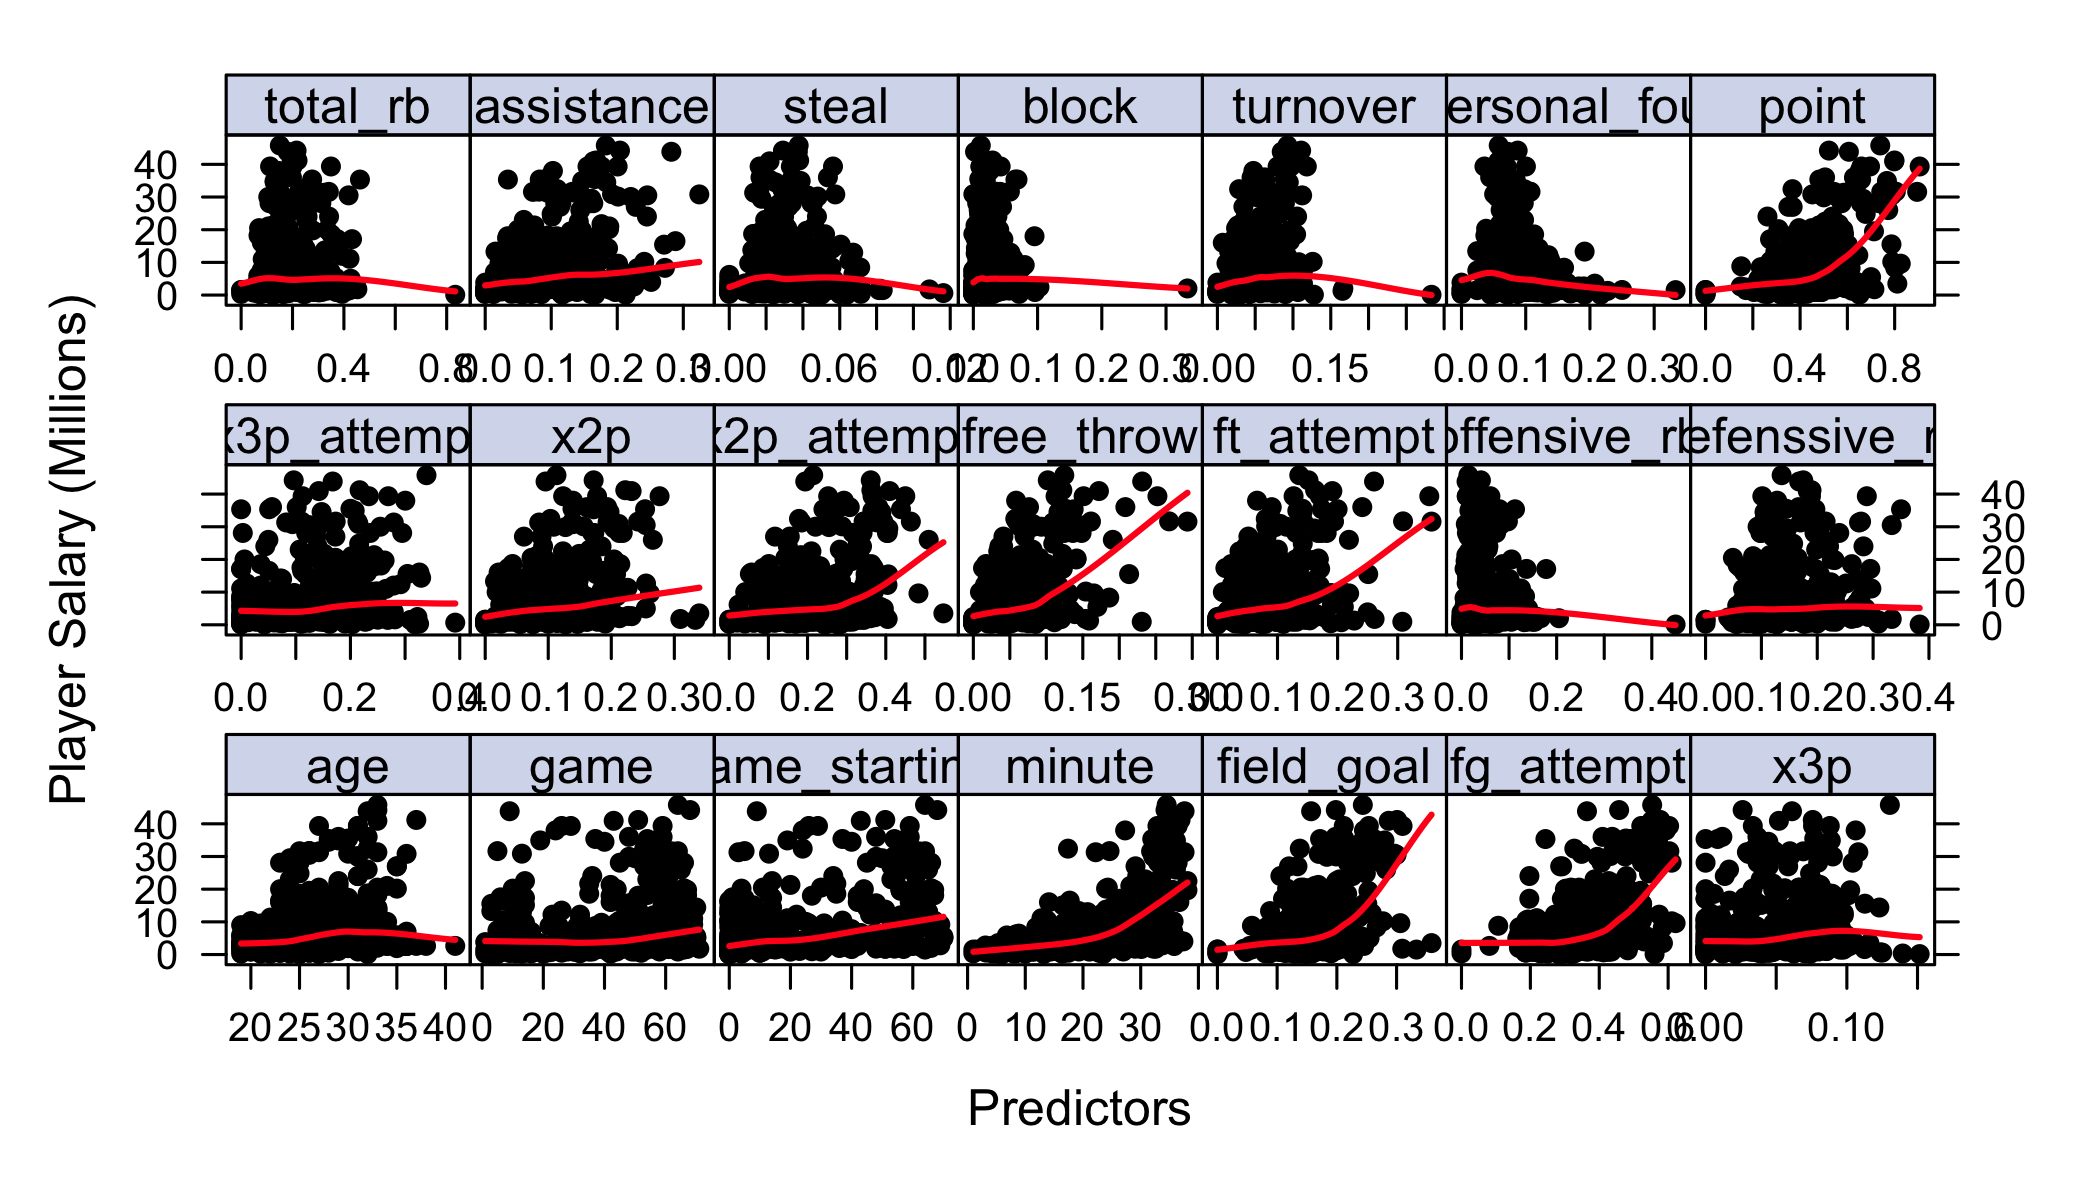 total_rb assistance steal block turnover ersonal_fou point
40
30
20
10
0
0.0 0.4 0.8 0.0 0.1 0.2 0.3 0.00 0.06 0.12 0.0 0.1 0.2 0.3 0.00 0.15 0.0 0.1 0.2 0.3 0.0 0.4 0.8
x3p_attemp x2p x2p_attemp free_throw ft_attempt offensive_rb efenssive_r
40
30
20
10
0
0.0 0.2 0.4 0.0 0.1 0.2 0.3 0.0 0.2 0.4 0.00 0.15 0.30 0.0 0.1 0.2 0.3 0.0 0.2 0.4 0.0 0.1 0.2 0.3 0.4
age game ame_startin minute field_goal fg_attempt x3p
40
30
20
10
0
20 25 30 35 40 0 20 40 60 0 20 40 60 0 10 20 30 0.0 0.1 0.2 0.3 0.0 0.2 0.4 0.6 0.00 0.10
Player Salary (Millions)
Predictors